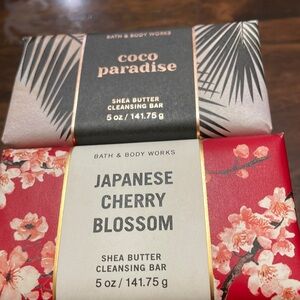 BATH & BODY WORKS
coco
paradise
SHEA BUTTER
CLEANSING BAR
5 oz / 141.75 g
BATH & BODY WORKS
JAPANESE
CHERRY
BLOSSOM
SHEA BUTTER
CLEANSING BAR
5 oz / 141.75 g